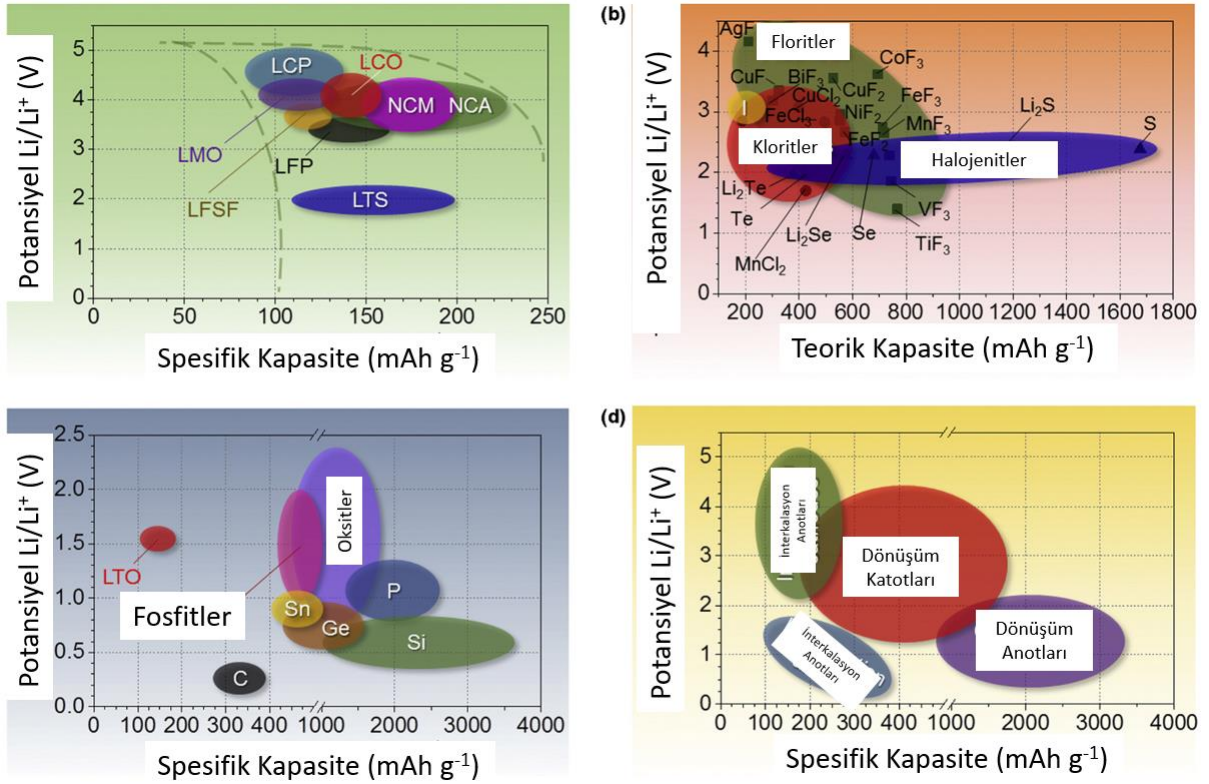 Potansiyel Li/Li⁺ (V)
5
4
3
2
1
0
LCP
LCO
NCM
NCA
LMO
LFP
LFSF
LTS
0 50 100 150 200 250
Spesifik Kapasite (mAh g⁻¹)
(b)
Potansiyel Li/Li⁺ (V)
4
3
2
1
0
AgF
Floritler
CoF₃
CuF
BiF₃
CuCl₂
CuF₂
FeF₃
I
Li₂S
FeCl₃
NiF₂
MnF₃
S
FeF₂
Kloritler
Halojenitler
Li₂Te
Te
Li₂Se
Se
VF₃
TiF₃
MnCl₂
200 400 600 800 1000 1200 1400 1600 1800
Teorik Kapasite (mAh g⁻¹)
Potansiyel Li/Li⁺ (V)
2.5
2.0
1.5
1.0
0.5
0.0
Oksitler
LTO
Fosfitler
P
Sn
Ge
Si
C
0 100 200 300 400 1000 2000 3000 4000
Spesifik Kapasite (mAh g⁻¹)
(d)
Potansiyel Li/Li⁺ (V)
5
4
3
2
1
0
İnterkalasyon
Anotları
Dönüşüm
Katotları
İnterkalasyon
Anotları
Dönüşüm
Anotları
0 100 200 300 400 1000 2000 3000 4000
Spesifik Kapasite (mAh g⁻¹)